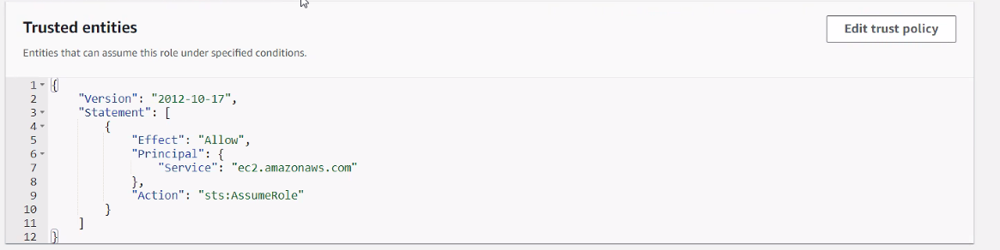 Trusted entities
Edit trust policy
Entities that can assume this role under specified conditions.
1 {
2 "Version": "2012-10-17",
3 "Statement": [
4 {
5 "Effect": "Allow",
6 "Principal": {
7 "Service": "ec2.amazonaws.com"
8 },
9 "Action": "sts:AssumeRole"
10 }
11 ]
12 }